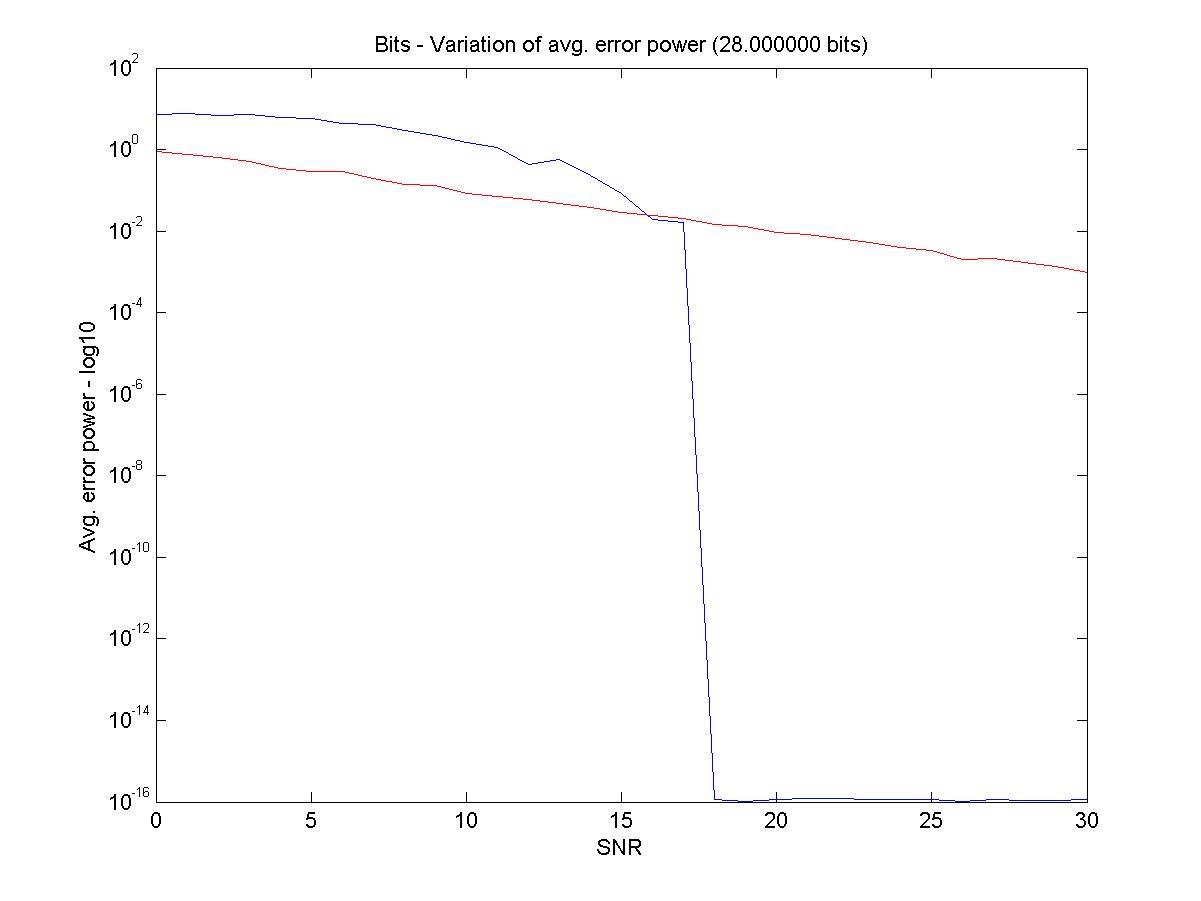 Bits - Variation of avg. error power (28.000000 bits)
10^2
10^0
10^-2
10^-4
10^-6
10^-8
10^-10
10^-12
10^-14
10^-16
Avg. error power - log10
0 5 10 15 20 25 30
SNR